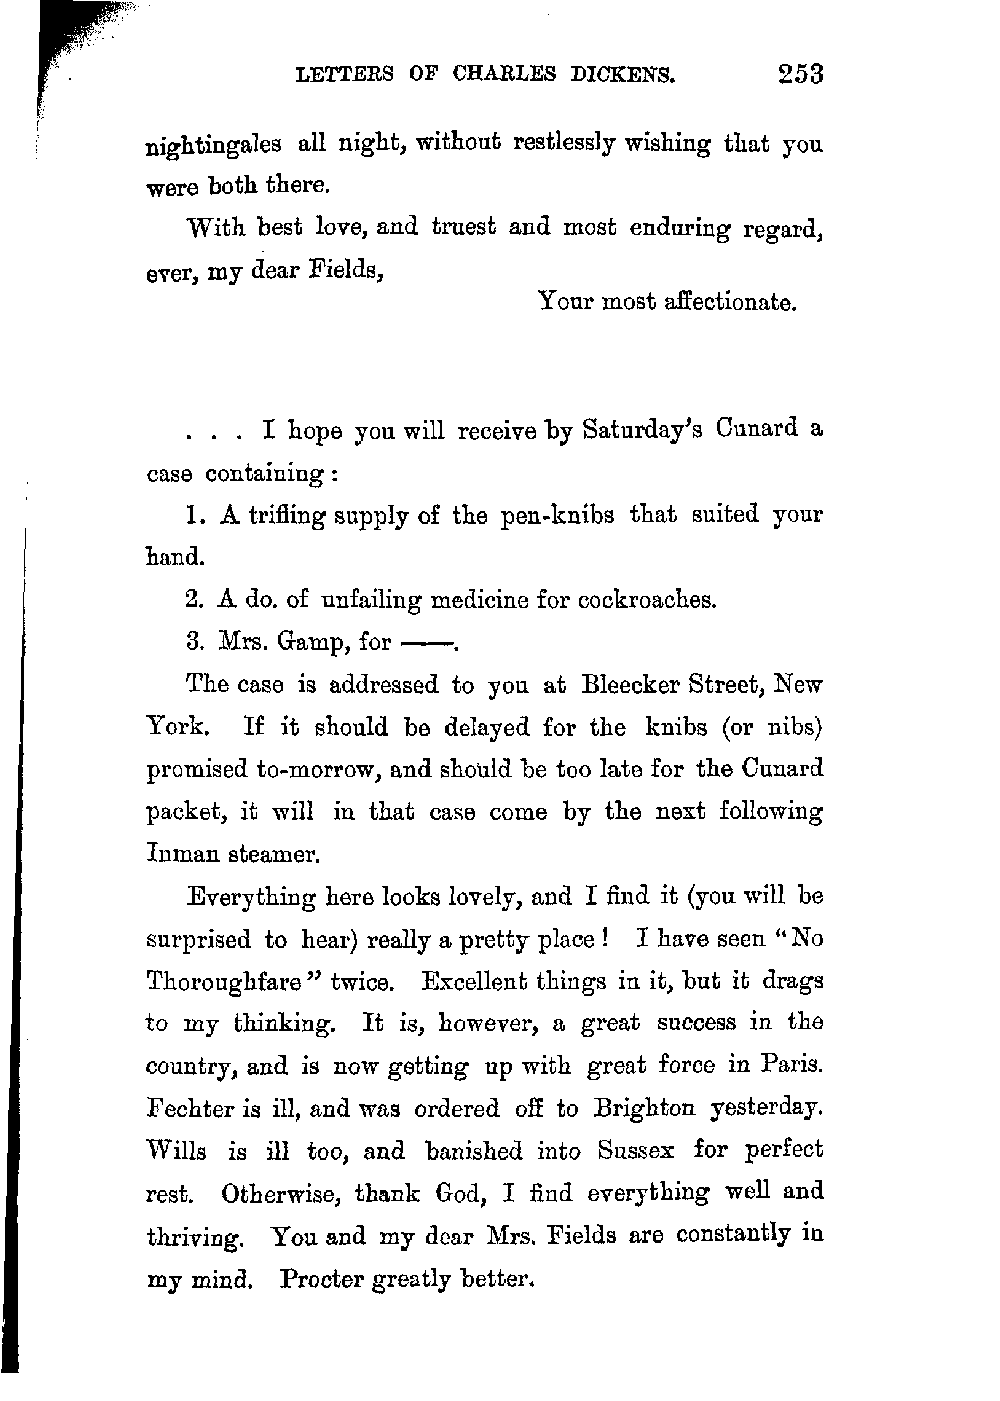 LETTERS OF CHARLES DICKENS. 253
nightingales all night, without restlessly wishing that you
were both there.
With best love, and truest and most enduring regard,
ever, my dear Fields,
Your most affectionate.
. . . I hope you will receive by Saturday's Cunard a
case containing :
1. A trifling supply of the pen-knibs that suited your
hand.
2. A do. of unfailing medicine for cockroaches.
3. Mrs. Gamp, for ——.
The case is addressed to you at Bleecker Street, New
York. If it should be delayed for the knibs (or nibs)
promised to-morrow, and should be too late for the Cunard
packet, it will in that case come by the next following
Inman steamer.
Everything here looks lovely, and I find it (you will be
surprised to hear) really a pretty place ! I have seen "No
Thoroughfare" twice. Excellent things in it, but it drags
to my thinking. It is, however, a great success in the
country, and is now getting up with great force in Paris.
Fechter is ill, and was ordered off to Brighton yesterday.
Wills is ill too, and banished into Sussex for perfect
rest. Otherwise, thank God, I find everything well and
thriving. You and my dear Mrs. Fields are constantly in
my mind. Procter greatly better.